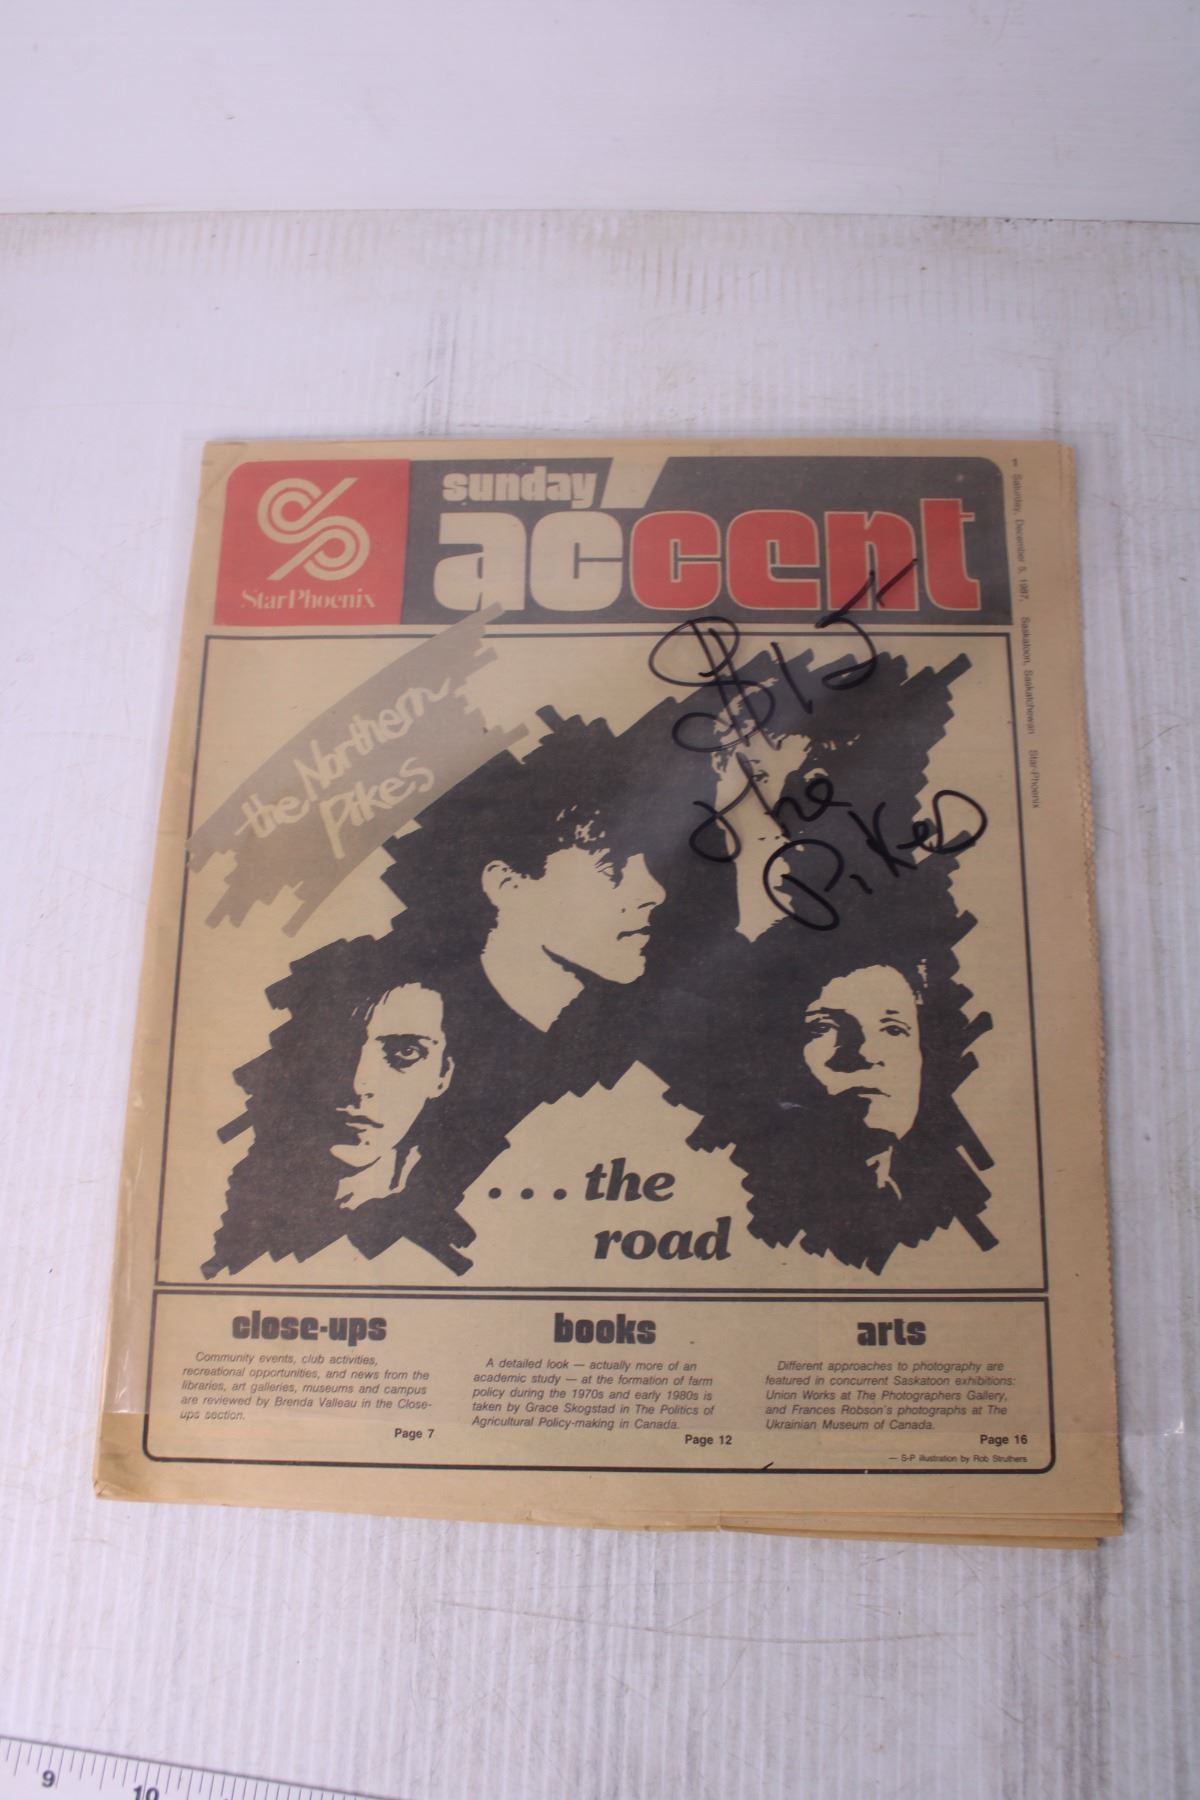 sunday
accent
StarPhoenix
1 Saturday, December 5, 1987, Saskatoon, Saskatchewan Star-Phoenix
$15
the
Pikes
the Northern
Pikes
...the
road
close-ups
Community events, club activities,
recreational opportunities, and news from the
libraries, art galleries, museums and campus
are reviewed by Brenda Valleau in the Close-
ups section.
Page 7
books
A detailed look — actually more of an
academic study — at the formation of farm
policy during the 1970s and early 1980s is
taken by Grace Skogstad in The Politics of
Agricultural Policy-making in Canada.
Page 12
arts
Different approaches to photography are
featured in concurrent Saskatoon exhibitions:
Union Works at The Photographers Gallery,
and Frances Robson's photographs at The
Ukrainian Museum of Canada.
Page 16
— S-P illustration by Rob Struthers
9
10